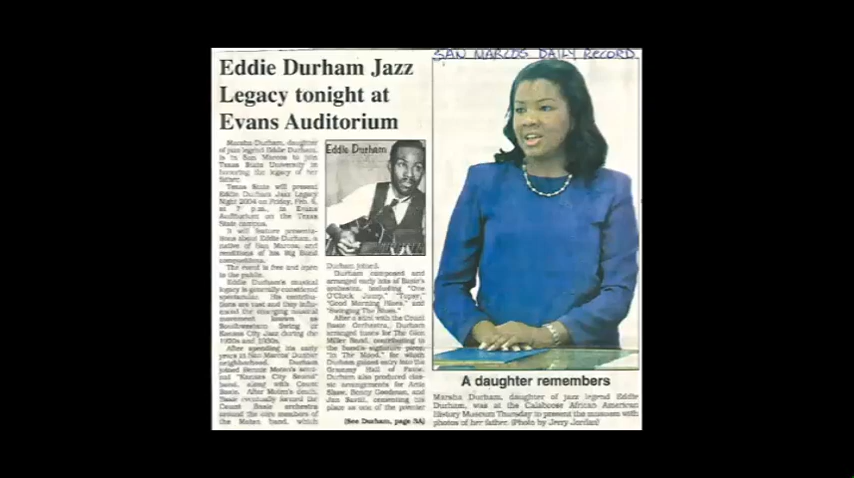 SAN MARCOS DAILY RECORD
Eddie Durham Jazz
Legacy tonight at
Evans Auditorium
Marsha Durham, daughter
of jazz legend Eddie Durham,
is in San Marcos to join
Texas State University in
honoring the legacy of her
father.
Texas State will present
Eddie Durham Jazz Legacy
Night 2004 on Friday, Feb. 6,
at 7 p.m., in Evans
Auditorium on the Texas
State campus.
It will feature presenta-
tions about Eddie Durham, a
native of San Marcos, and
renditions of his Big Band
compositions.
The event is free and open
to the public.
Eddie Durham's musical
legacy is generally considered
spectacular. His contribu-
tions are vast and they influ-
enced the emerging musical
movement known as
Southwestern Swing or
Kansas City Jazz during the
1920s and 1930s.
After spending his early
years in San Marcos' Dunbar
neighborhood, Durham
joined Bennie Moten's
"Kansas City Sound"
band, along with Count
Basie. After Moten's death,
Basie eventually formed the
Count Basie orchestra
around the core members of
the Moten band, which
Eddie Durham
Durham joined.
Durham composed and
arranged early hits of Basie's
orchestra, including "One
O'Clock Jump," "Topsy,"
"Good Morning Blues," and
"Swinging The Blues."
After a stint with the Count
Basie Orchestra, Durham
arranged tunes for The Glen
Miller Band, contributing to
the band's signature piece,
"In The Mood," for which
Durham gained entry into the
Grammy Hall of Fame.
Durham also produced clas-
sic arrangements for Artie
Shaw, Benny Goodman, and
Jan Savitt, cementing his
place as one of the premier
(See Durham, page 3A)
A daughter remembers
Marsha Durham, daughter of jazz legend Eddie
Durham, was at the Calaboose African American
History Museum Thursday to present the museum with
photos of her father. (Photo by Jerry Jordan)